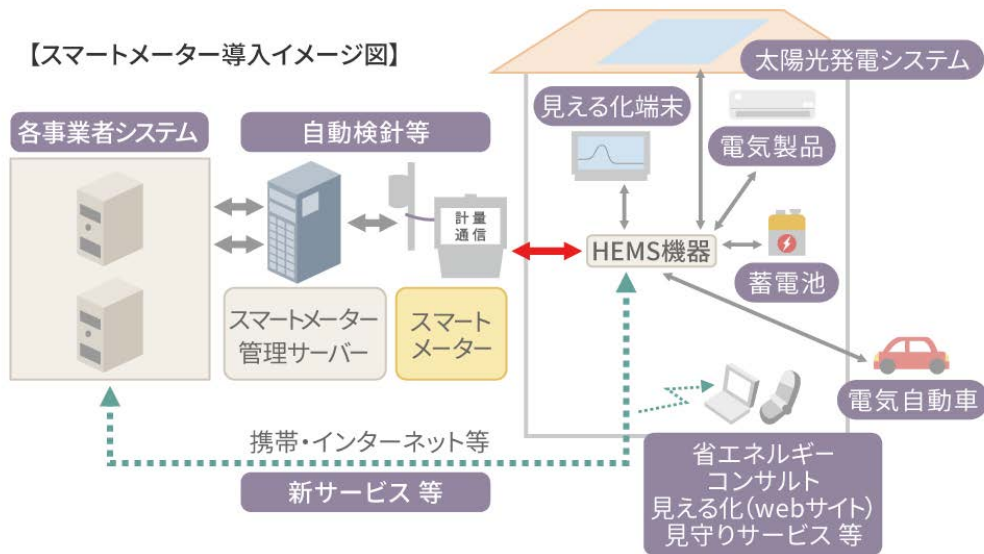 【スマートメーター導入イメージ図】
各事業者システム
自動検針等
計量
通信
スマートメーター
管理サーバー
スマート
メーター
太陽光発電システム
見える化端末
電気製品
HEMS機器
蓄電池
電気自動車
携帯・インターネット等
新サービス 等
省エネルギー
コンサルト
見える化(webサイト)
見守りサービス 等